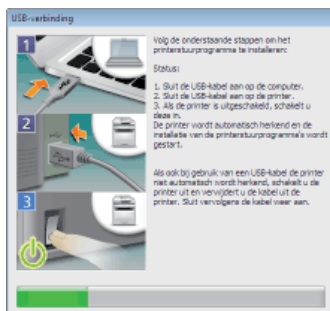 USB-verbinding
1
2
3
Volg de onderstaande stappen om het
printerstuurprogramma te installeren:
Status:
1. Sluit de USB-kabel aan op de computer.
2. Sluit de USB-kabel aan op de printer.
3. Als de printer is uitgeschakeld, schakelt u
deze in.
De printer wordt automatisch herkend en de
installatie van de printerstuurprogramma's wordt
gestart.
Als ook bij gebruik van een USB-kabel de printer
niet automatisch wordt herkend, schakelt u de
printer uit en verwijdert u de kabel uit de
printer. Sluit vervolgens de kabel weer aan.